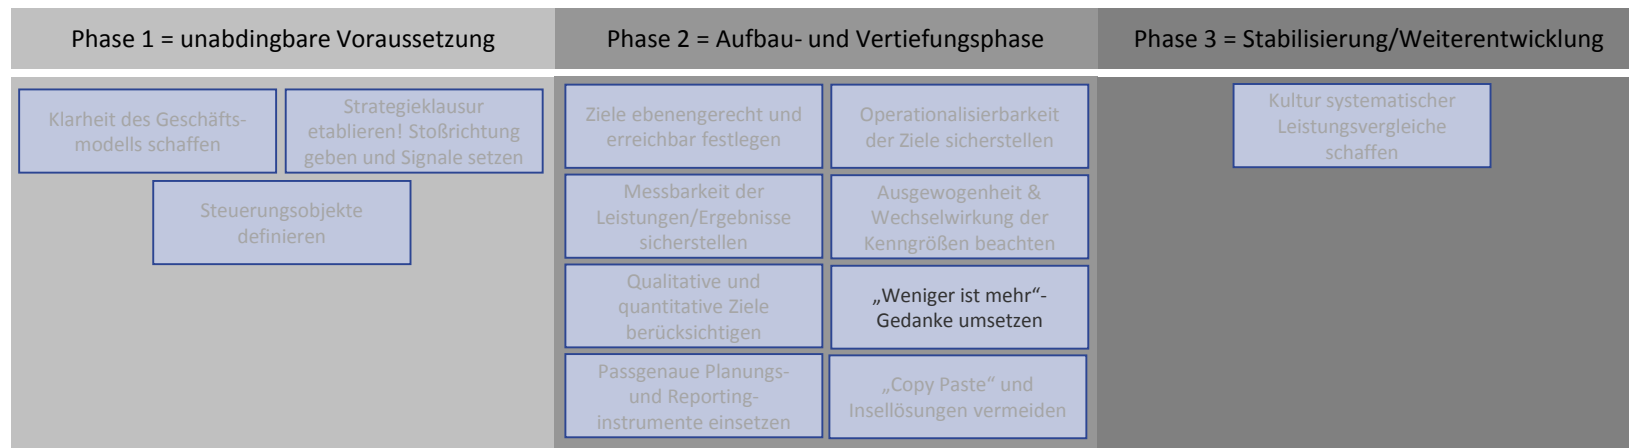 Phase 1 = unabdingbare Voraussetzung
Phase 2 = Aufbau- und Vertiefungsphase
Phase 3 = Stabilisierung/Weiterentwicklung
Klarheit des Geschäfts-
modells schaffen
Strategieklausur
etablieren! Stoßrichtung
geben und Signale setzen
Steuerungsobjekte
definieren
Ziele ebenengerecht und
erreichbar festlegen
Operationalisierbarkeit
der Ziele sicherstellen
Messbarkeit der
Leistungen/Ergebnisse
sicherstellen
Ausgewogenheit &
Wechselwirkung der
Kenngrößen beachten
Qualitative und
quantitative Ziele
berücksichtigen
„Weniger ist mehr“-
Gedanke umsetzen
Passgenaue Planungs-
und Reporting-
instrumente einsetzen
„Copy Paste“ und
Insellösungen vermeiden
Kultur systematischer
Leistungsvergleiche
schaffen